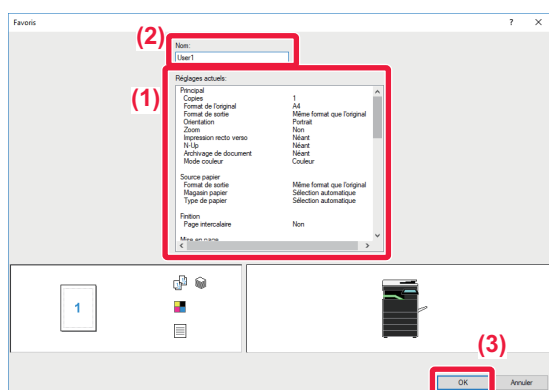 Favoris ? ×
(2)
Nom:
User1
(1)
Réglages actuels:
Principal
Copies 1
Format de l'original A4
Format de sortie Même format que l'original
Orientation Portrait
Zoom Non
Impression recto verso Néant
N-Up Néant
Archivage de document Néant
Mode couleur Couleur
Source papier
Format de sortie Même format que l'original
Magasin papier Sélection automatique
Type de papier Sélection automatique
Finition
Page intercalaire Non
Mise en page
1
(3)
OK Annuler